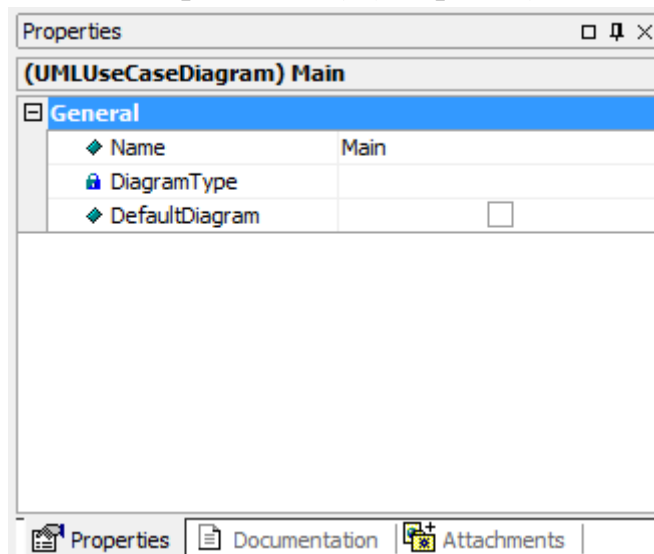 Properties
(UMLUseCaseDiagram) Main
General
Name Main
DiagramType
DefaultDiagram
Properties Documentation Attachments